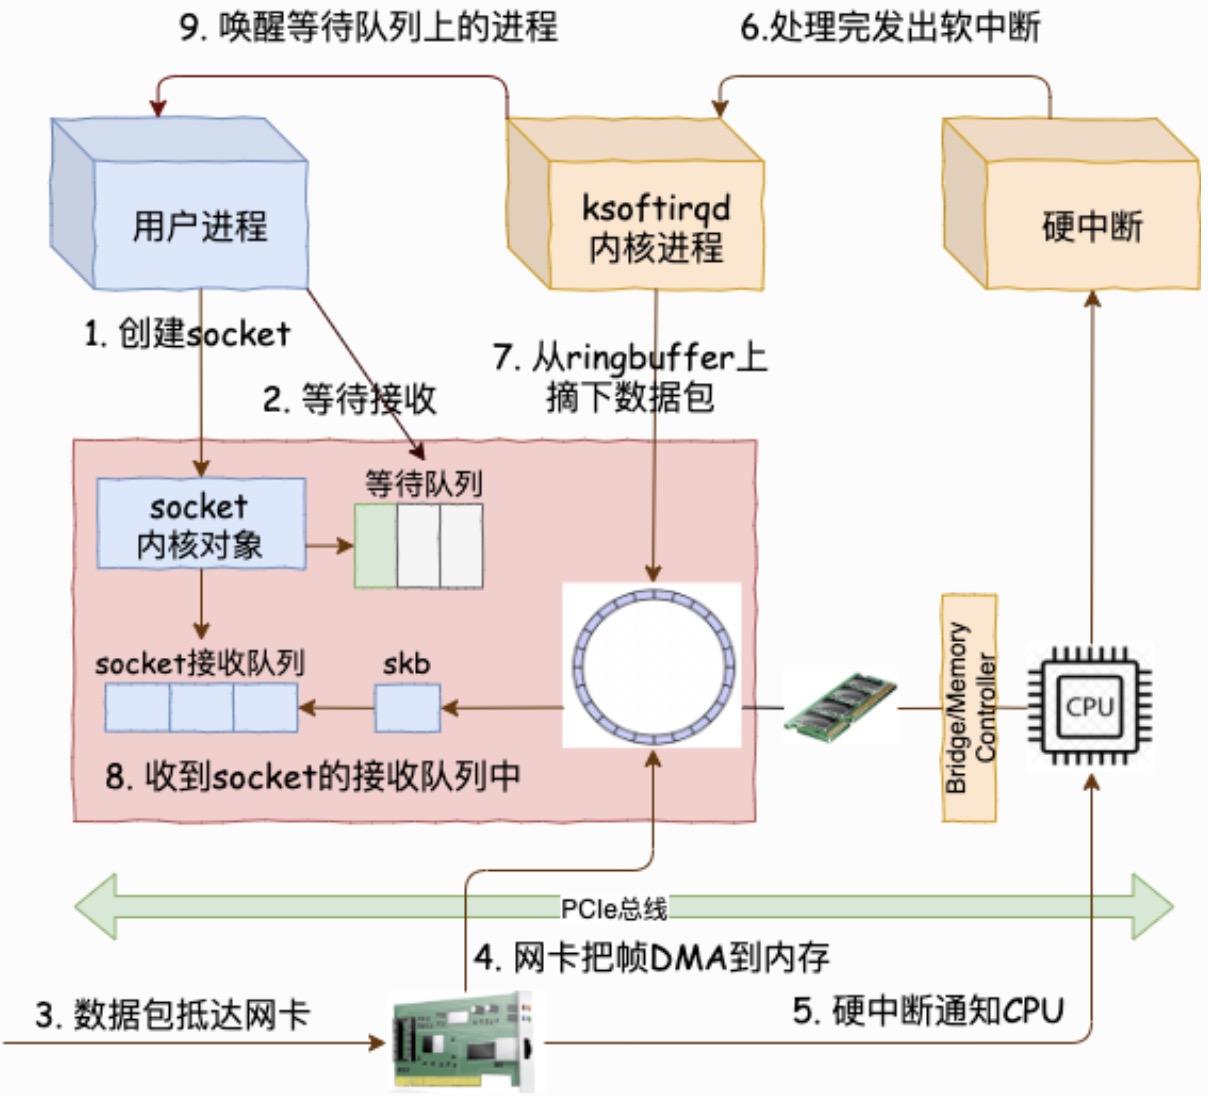 9. 唤醒等待队列上的进程
6.处理完发出软中断
用户进程
ksoftirqd
内核进程
硬中断
1. 创建socket
2. 等待接收
7. 从ringbuffer上
摘下数据包
等待队列
socket
内核对象
socket接收队列
skb
Bridge/Memory
Controller
CPU
8. 收到socket的接收队列中
PCIe总线
4. 网卡把帧DMA到内存
3. 数据包抵达网卡
5. 硬中断通知CPU